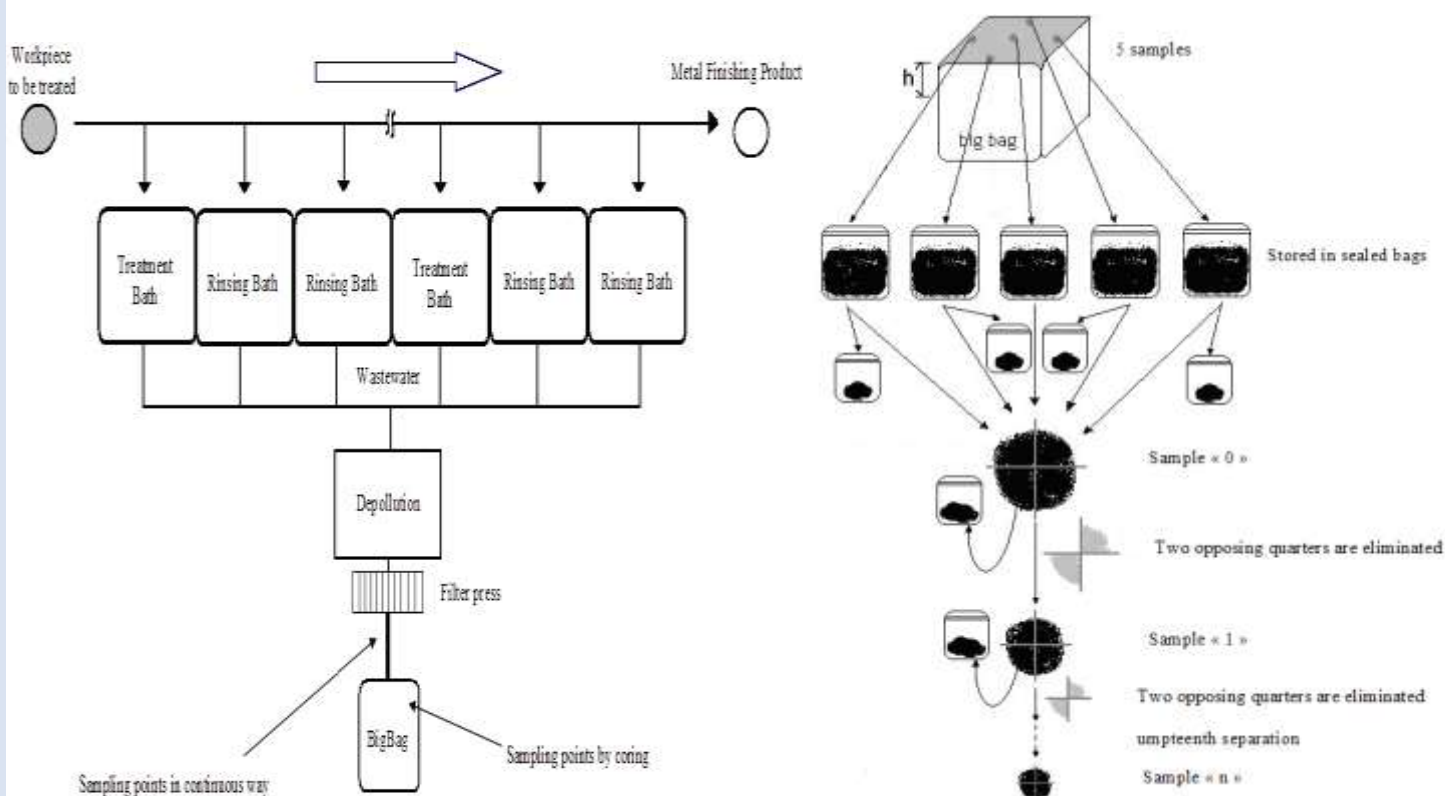 Workpiece
to be treated
Metal Finishing Product
Treatment
Bath
Rinsing Bath
Rinsing Bath
Treatment
Bath
Rinsing Bath
Rinsing Bath
Wastewater
Depollution
Filter press
BigBag
Sampling points by coring
Sampling points in continuous way
5 samples
h
big bag
Stored in sealed bags
Sample « 0 »
Two opposing quarters are eliminated
Sample « 1 »
Two opposing quarters are eliminated
umpteenth separation
Sample « n »